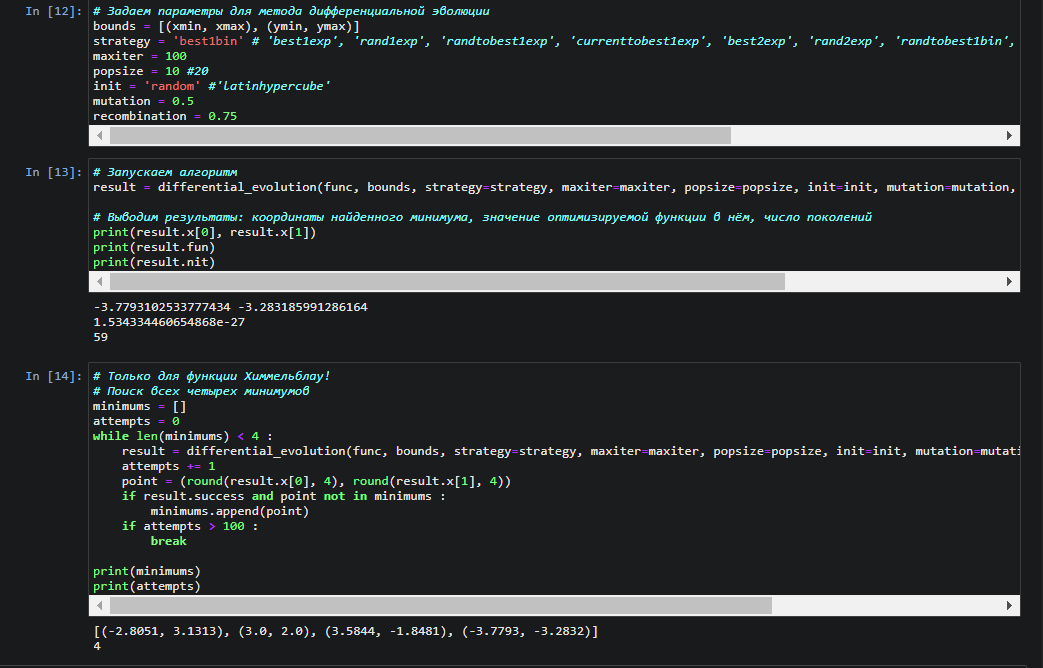 In [12]:
# Задаем параметры для метода дифференциальной эволюции
bounds = [(xmin, xmax), (ymin, ymax)]
strategy = 'best1bin' # 'best1exp', 'rand1exp', 'randtobest1exp', 'currenttobest1exp', 'best2exp', 'rand2exp', 'randtobest1bin',
maxiter = 100
popsize = 10 #20
init = 'random' #'latinhypercube'
mutation = 0.5
recombination = 0.75
In [13]:
# Запускаем алгоритм
result = differential_evolution(func, bounds, strategy=strategy, maxiter=maxiter, popsize=popsize, init=init, mutation=mutation,
# Выводим результаты: координаты найденного минимума, значение оптимизируемой функции в нём, число поколений
print(result.x[0], result.x[1])
print(result.fun)
print(result.nit)
-3.7793102533777434 -3.283185991286164
1.534334460654868e-27
59
In [14]:
# Только для функции Химмельблау!
# Поиск всех четырех минимумов
minimums = []
attempts = 0
while len(minimums) < 4 :
    result = differential_evolution(func, bounds, strategy=strategy, maxiter=maxiter, popsize=popsize, init=init, mutation=mutati
    attempts += 1
    point = (round(result.x[0], 4), round(result.x[1], 4))
    if result.success and point not in minimums :
        minimums.append(point)
    if attempts > 100 :
        break
print(minimums)
print(attempts)
[(-2.8051, 3.1313), (3.0, 2.0), (3.5844, -1.8481), (-3.7793, -3.2832)]
4